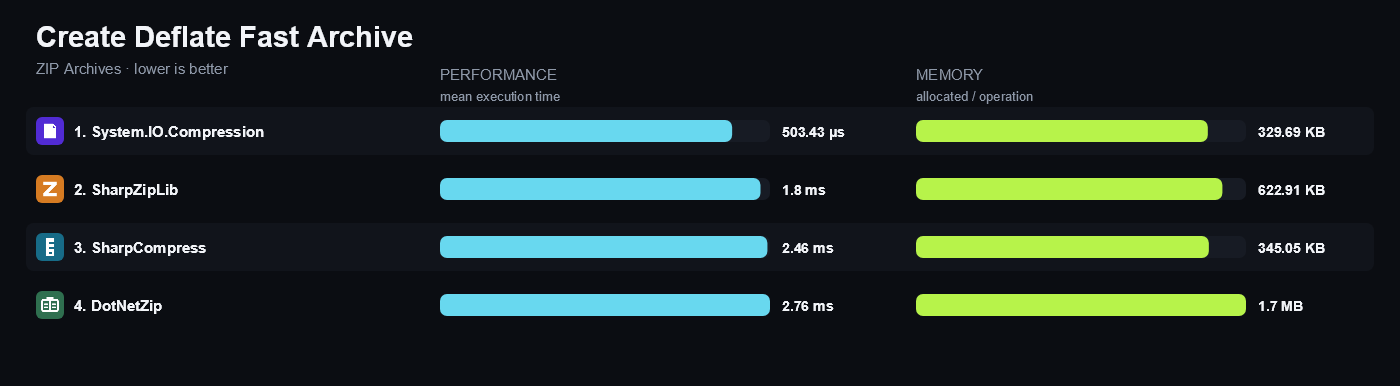 Create Deflate Fast Archive
ZIP Archives · lower is better
PERFORMANCE
mean execution time
MEMORY
allocated / operation
1. System.IO.Compression 503.43 μs 329.69 KB
2. SharpZipLib 1.8 ms 622.91 KB
3. SharpCompress 2.46 ms 345.05 KB
4. DotNetZip 2.76 ms 1.7 MB